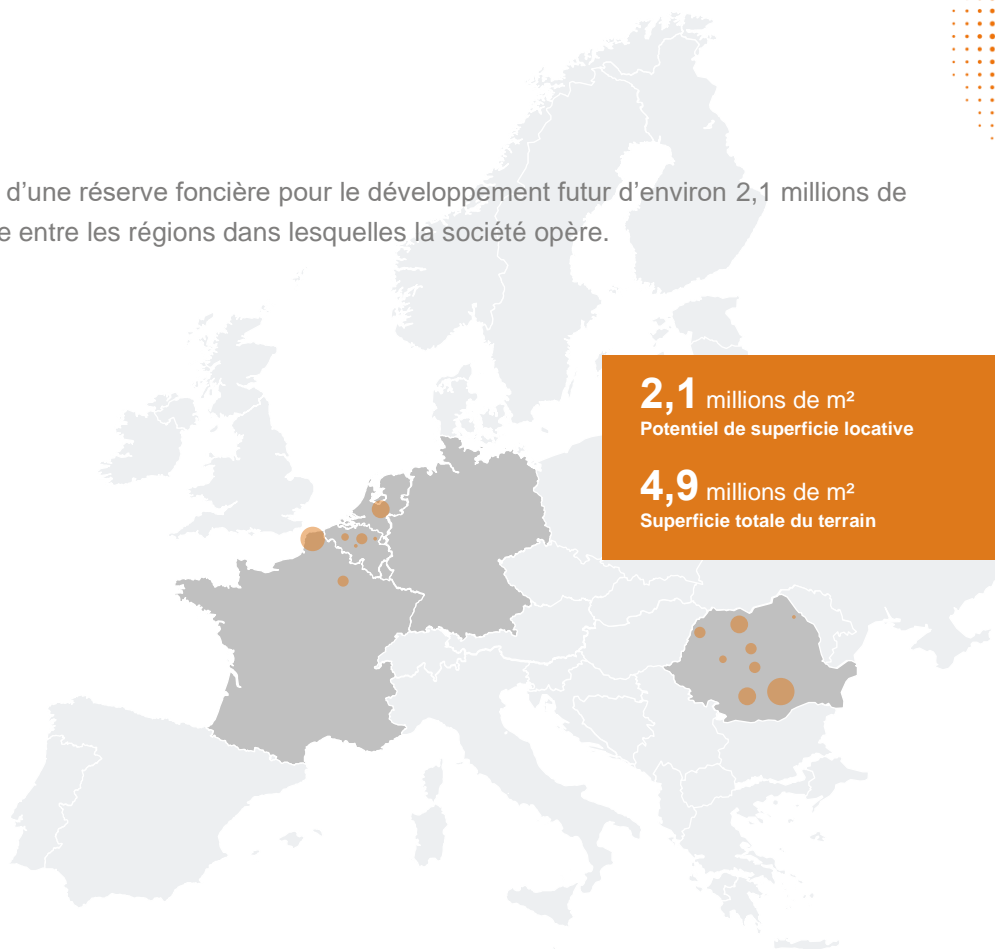 d’une réserve foncière pour le développement futur d’environ 2,1 millions de
e entre les régions dans lesquelles la société opère.
2,1 millions de m²
Potentiel de superficie locative
4,9 millions de m²
Superficie totale du terrain